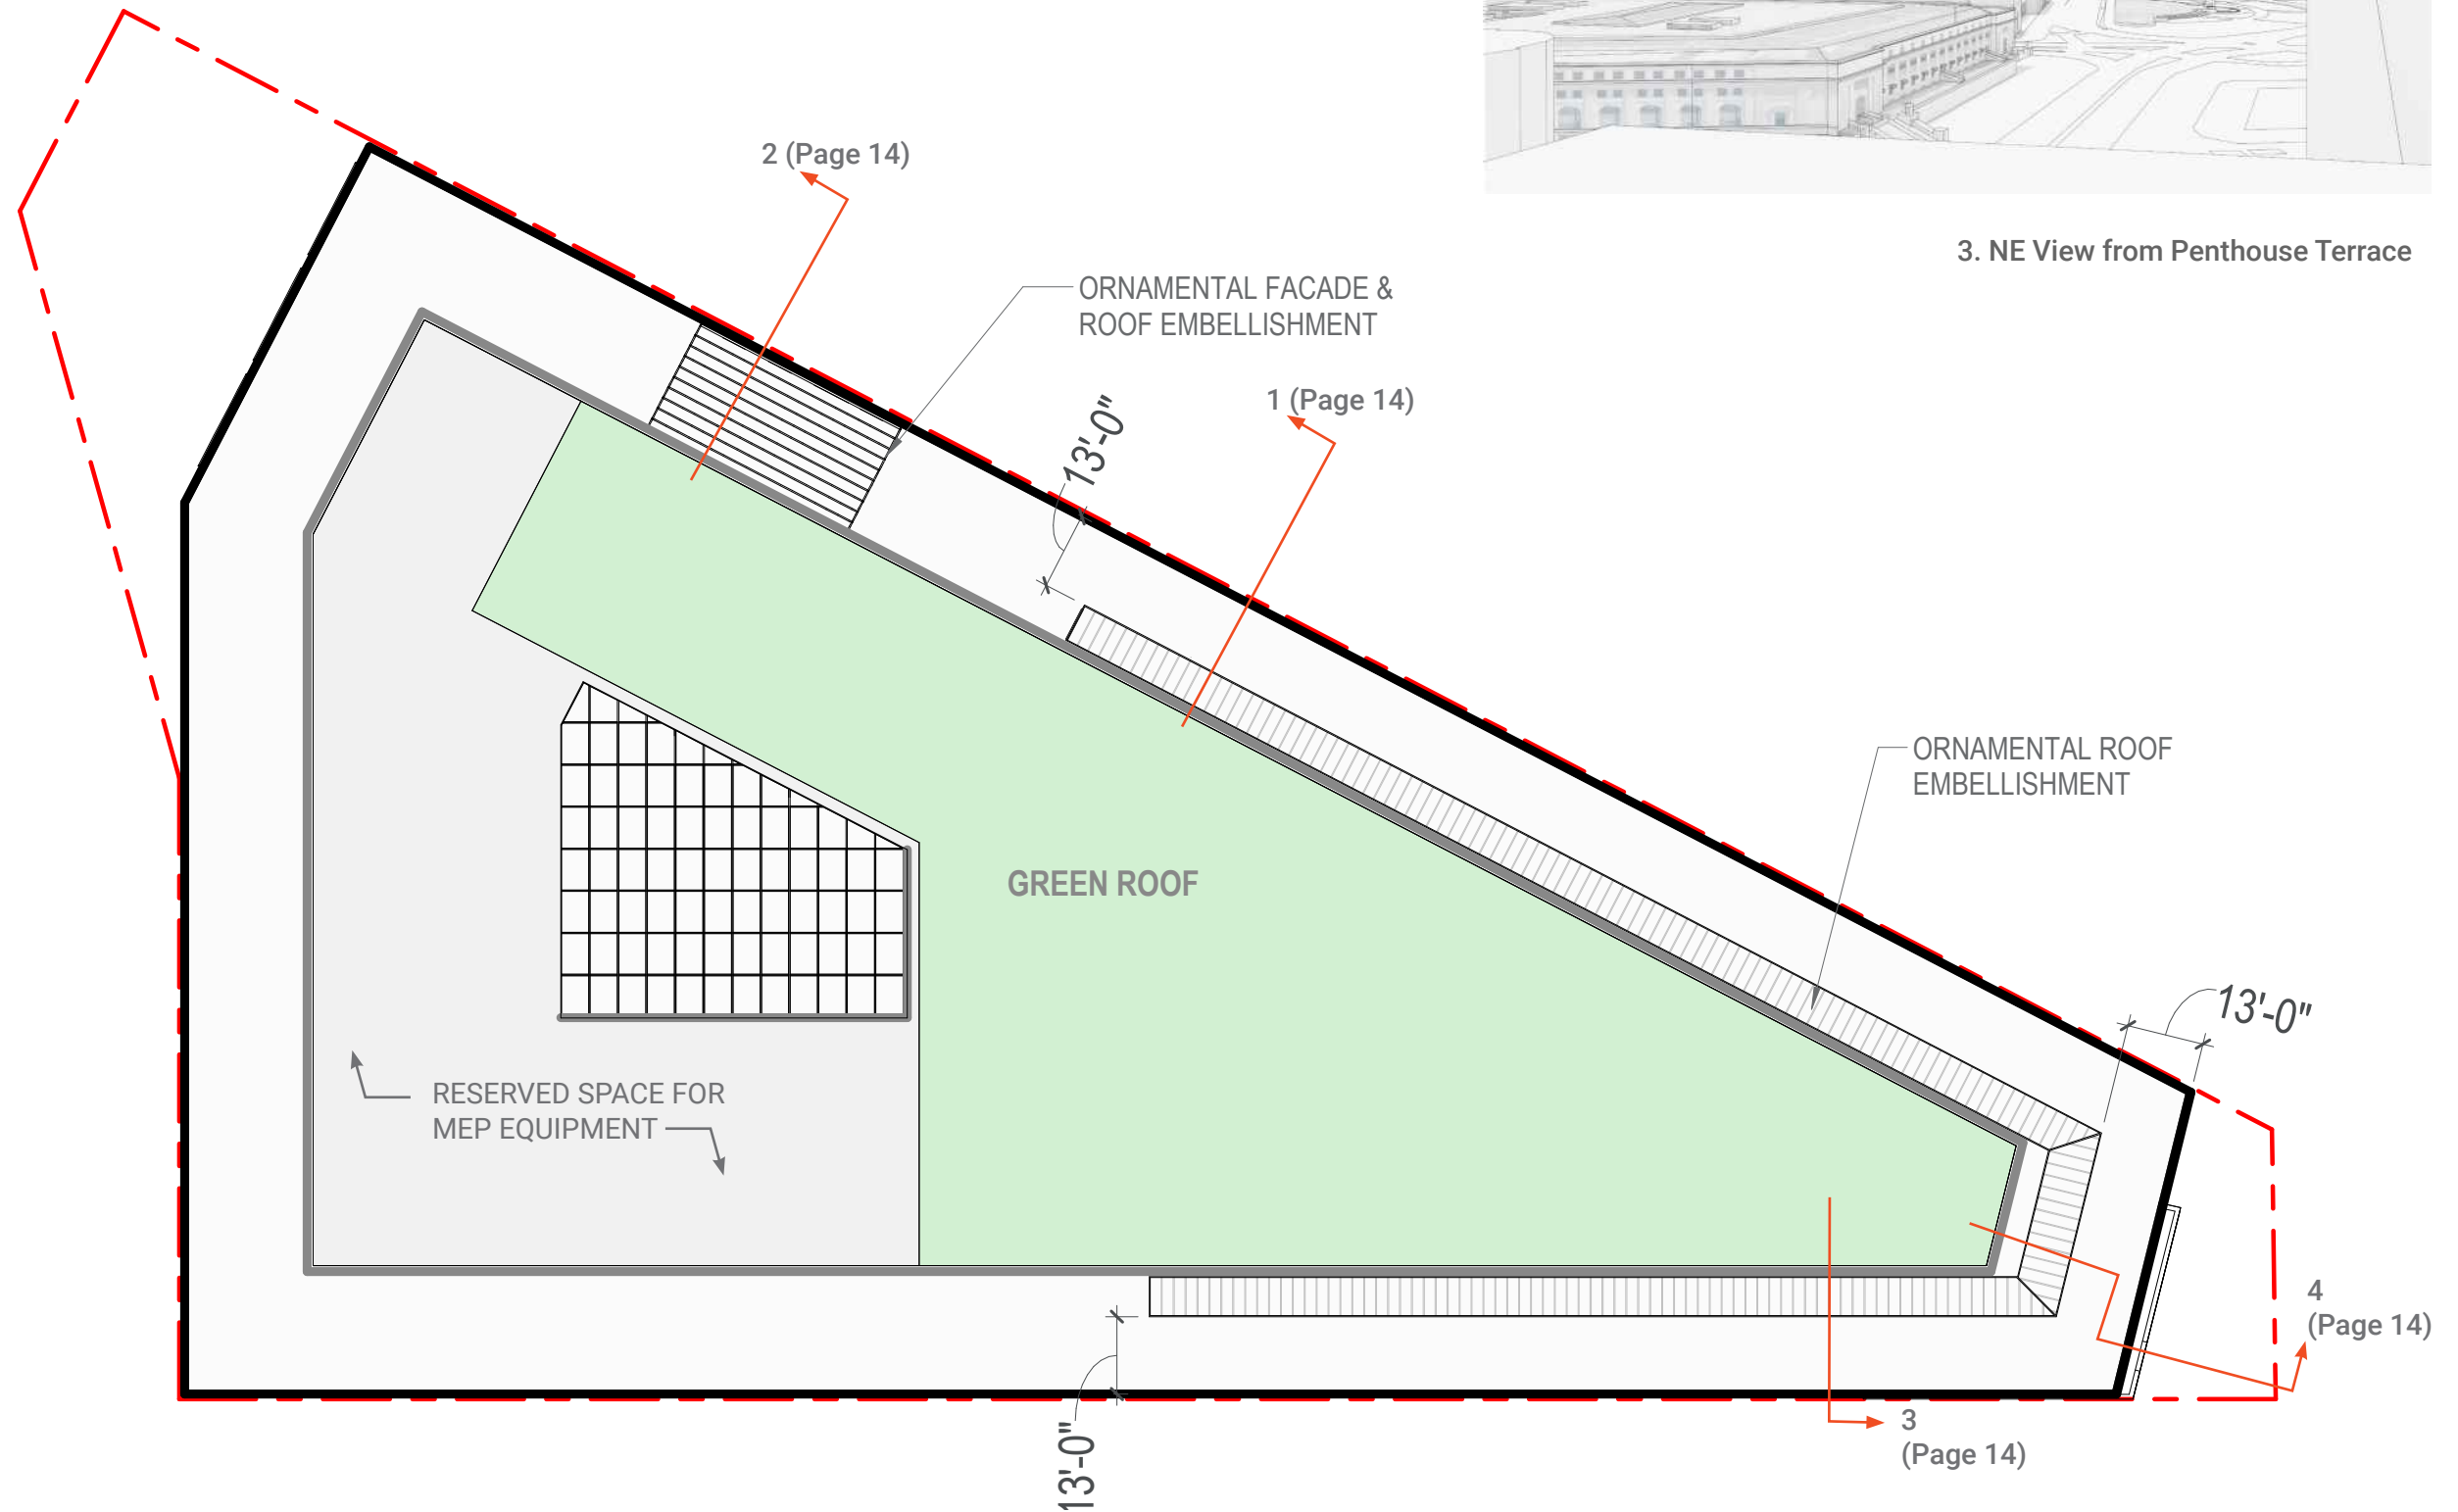 2 (Page 14)
3. NE View from Penthouse Terrace
ORNAMENTAL FACADE &
ROOF EMBELLISHMENT
1 (Page 14)
13'-0"
ORNAMENTAL ROOF
EMBELLISHMENT
GREEN ROOF
13'-0"
RESERVED SPACE FOR
MEP EQUIPMENT
4
(Page 14)
3
(Page 14)
13'-0"